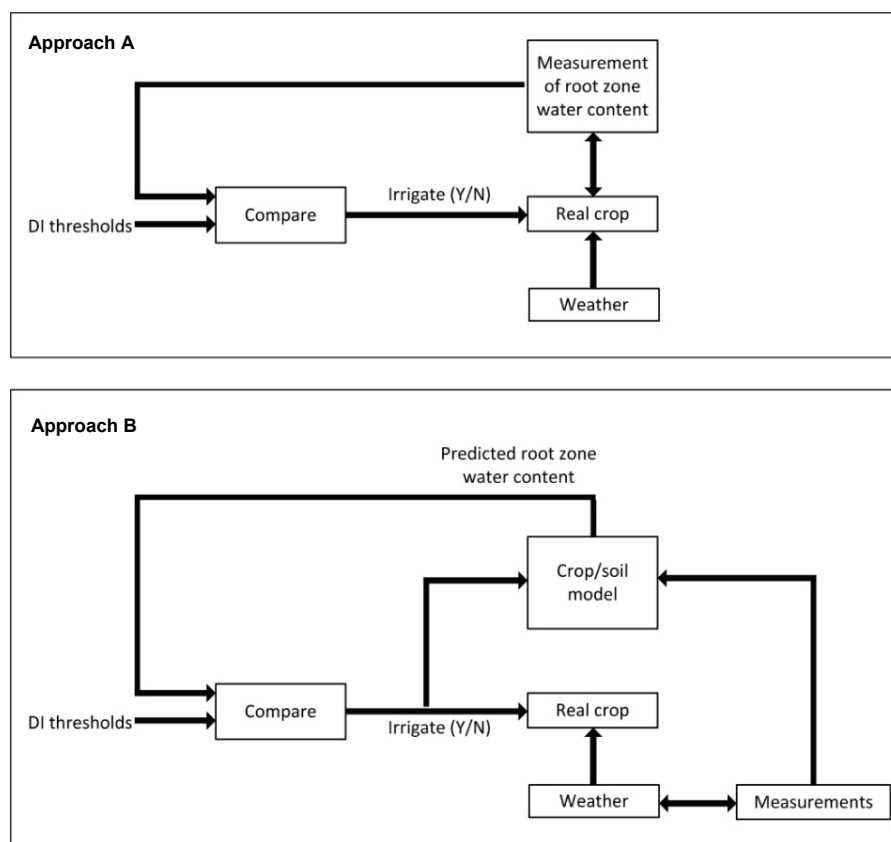 Approach A
Measurement
of root zone
water content
Irrigate (Y/N)
Compare
Real crop
DI thresholds
Weather
Approach B
Predicted root zone
water content
Crop/soil
model
Compare
Real crop
DI thresholds
Irrigate (Y/N)
Weather
Measurements